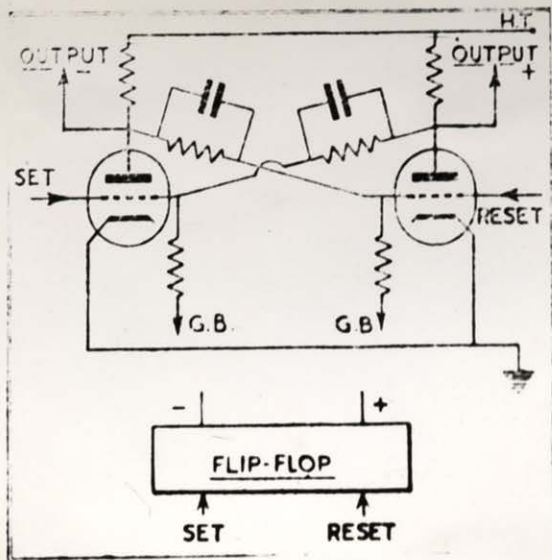 H.T.
OUTPUT
-
OUTPUT
+
SET
RESET
G.B.
G.B
- +
FLIP-FLOP
SET RESET